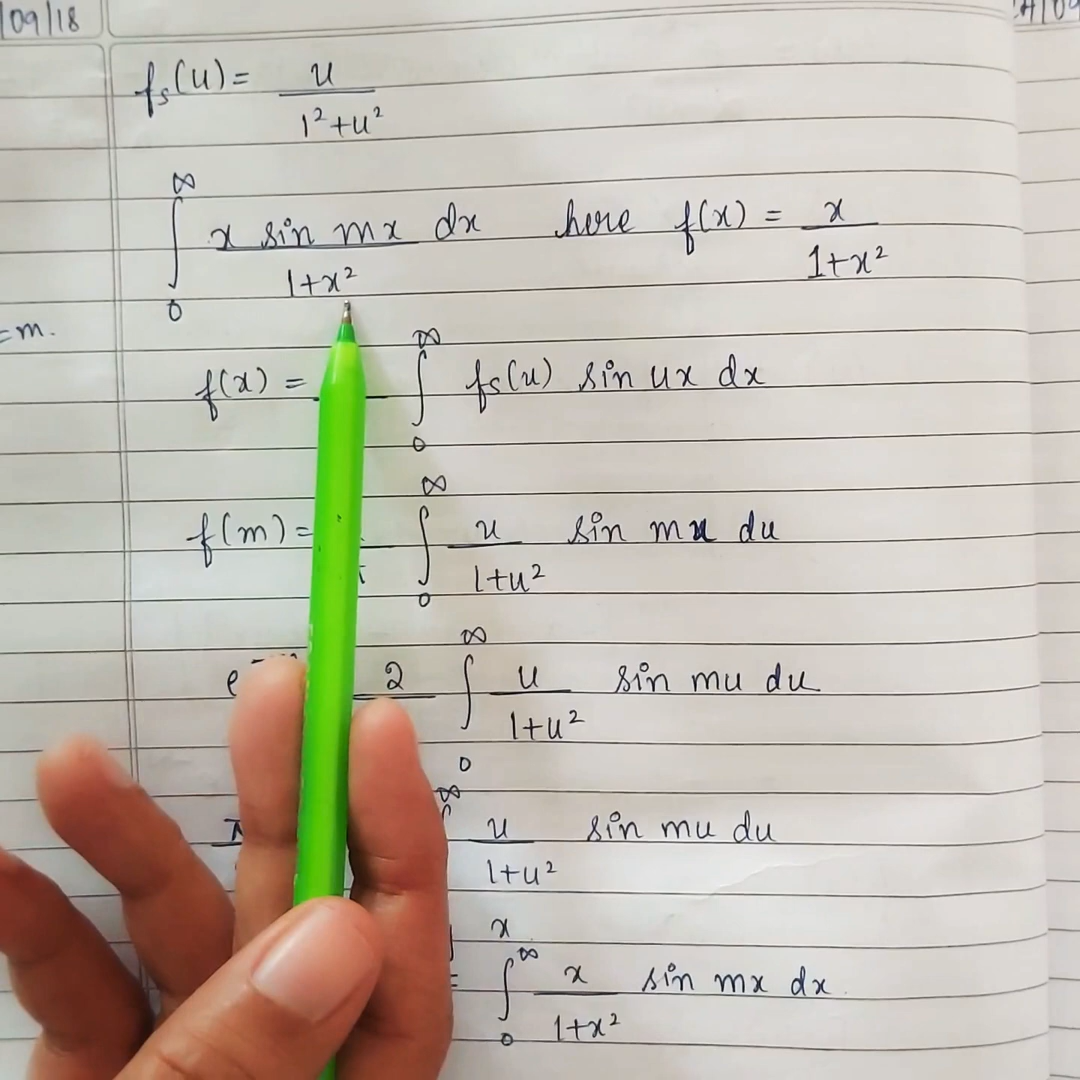 /09/18
fs(u) = u / 1²+u²
∫₀^∞ x sin mx / 1+x² dx here f(x) = x / 1+x²
=m.
f(x) = ∫₀^∞ fs(u) sin ux dx
f(m) = ∫₀^∞ u / 1+u² sin mu du
e 2 ∫₀^∞ u / 1+u² sin mu du
∞ u / 1+u² sin mu du
x
= ∫₀^∞ x / 1+x² sin mx dx